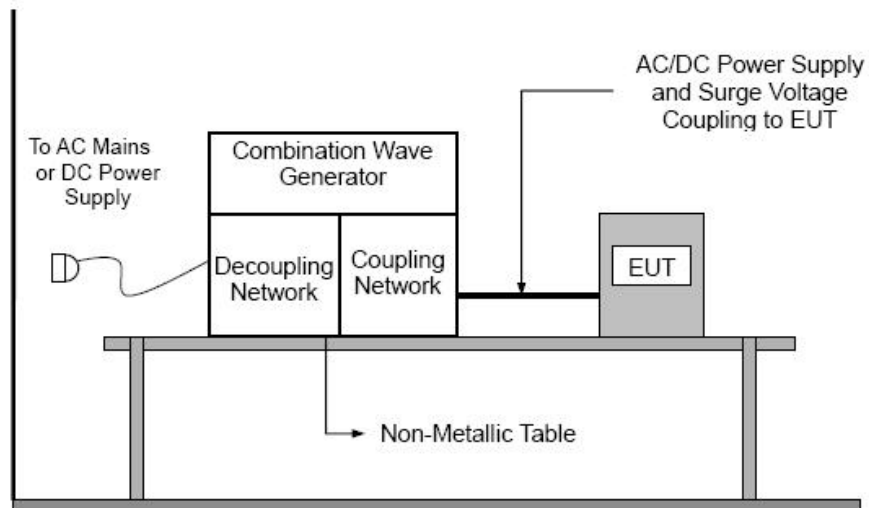 AC/DC Power Supply
and Surge Voltage
Coupling to EUT
To AC Mains
or DC Power
Supply
Combination Wave
Generator
Decoupling
Network
Coupling
Network
EUT
Non-Metallic Table